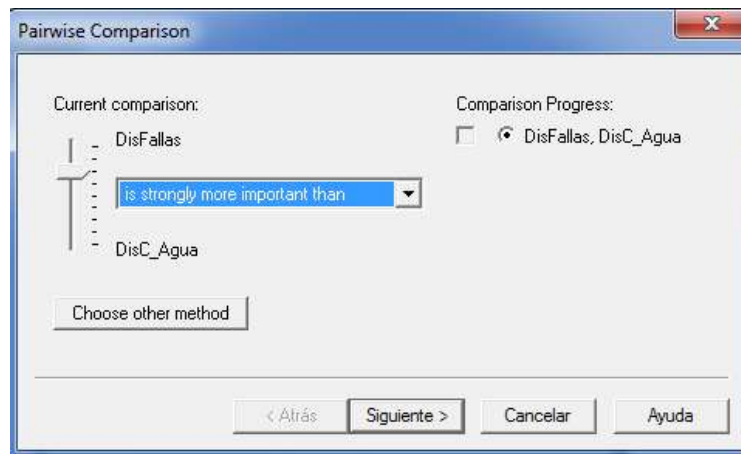 Pairwise Comparison
Current comparison:
DisFallas
is strongly more important than
DisC_Agua
Choose other method
Comparison Progress:
DisFallas, DisC_Agua
< Atrás
Siguiente >
Cancelar
Ayuda